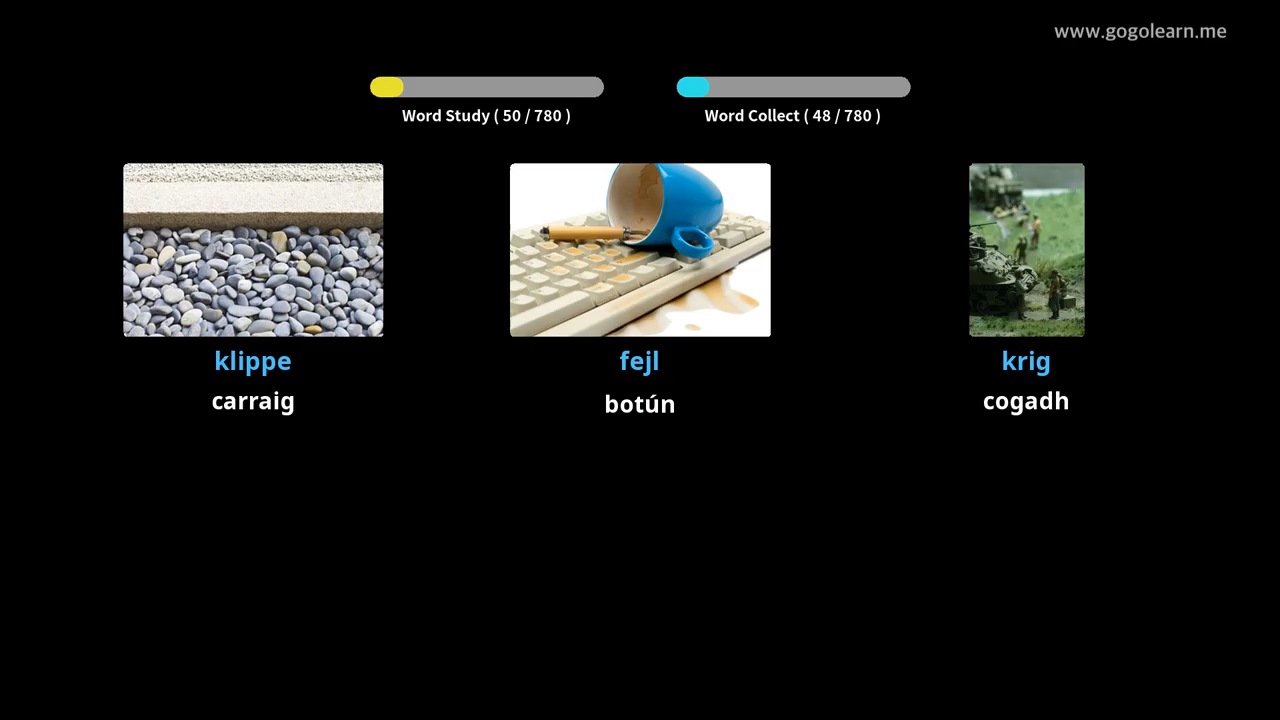 www.gogolearn.me
Word Study ( 50 / 780 )
Word Collect ( 48 / 780 )
klippe
fejl
krig
carraig
botún
cogadh